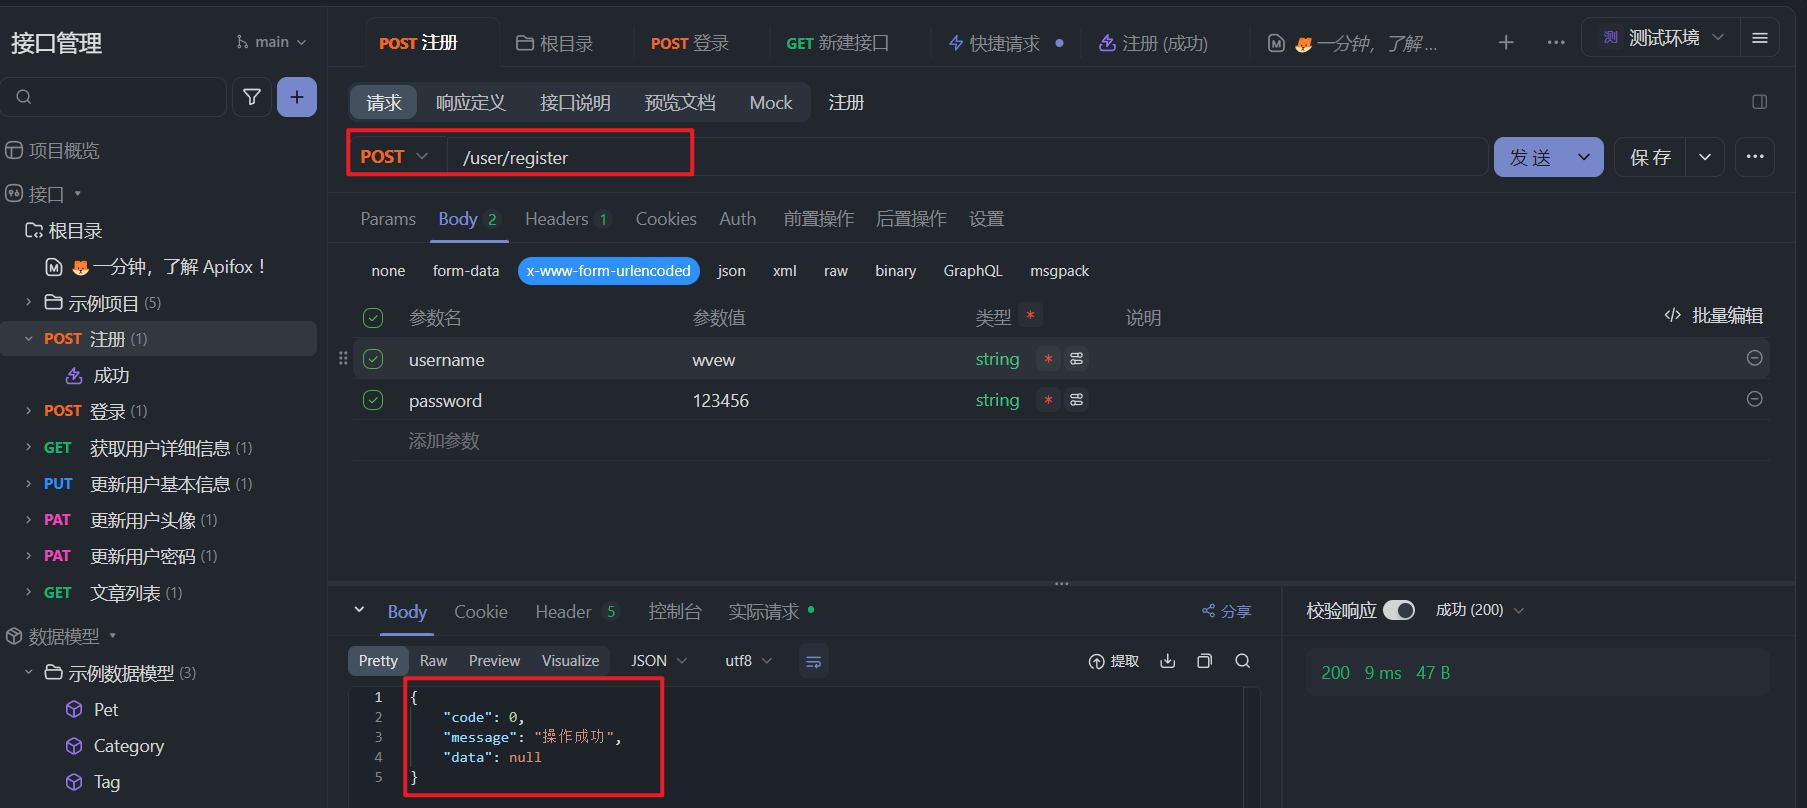 接口管理
main
项目概览
接口
根目录
一分钟，了解 Apifox！
示例项目 (5)
POST 注册 (1)
成功
POST 登录 (1)
GET 获取用户详细信息 (1)
PUT 更新用户基本信息 (1)
PAT 更新用户头像 (1)
PAT 更新用户密码 (1)
GET 文章列表 (1)
数据模型
示例数据模型 (3)
Pet
Category
Tag
POST 注册
根目录
POST 登录
GET 新建接口
快捷请求
注册 (成功)
一分钟，了解...
测 测试环境
请求 响应定义 接口说明 预览文档 Mock 注册
POST /user/register
发送 保存
Params Body 2 Headers 1 Cookies Auth 前置操作 后置操作 设置
none form-data x-www-form-urlencoded json xml raw binary GraphQL msgpack
参数名 参数值 类型 * 说明 批量编辑
username wvew string *
password 123456 string *
添加参数
Body Cookie Header 5 控制台 实际请求 分享
Pretty Raw Preview Visualize JSON utf8 提取
1 {
2 "code": 0,
3 "message": "操作成功",
4 "data": null
5 }
校验响应 成功 (200)
200 9 ms 47 B